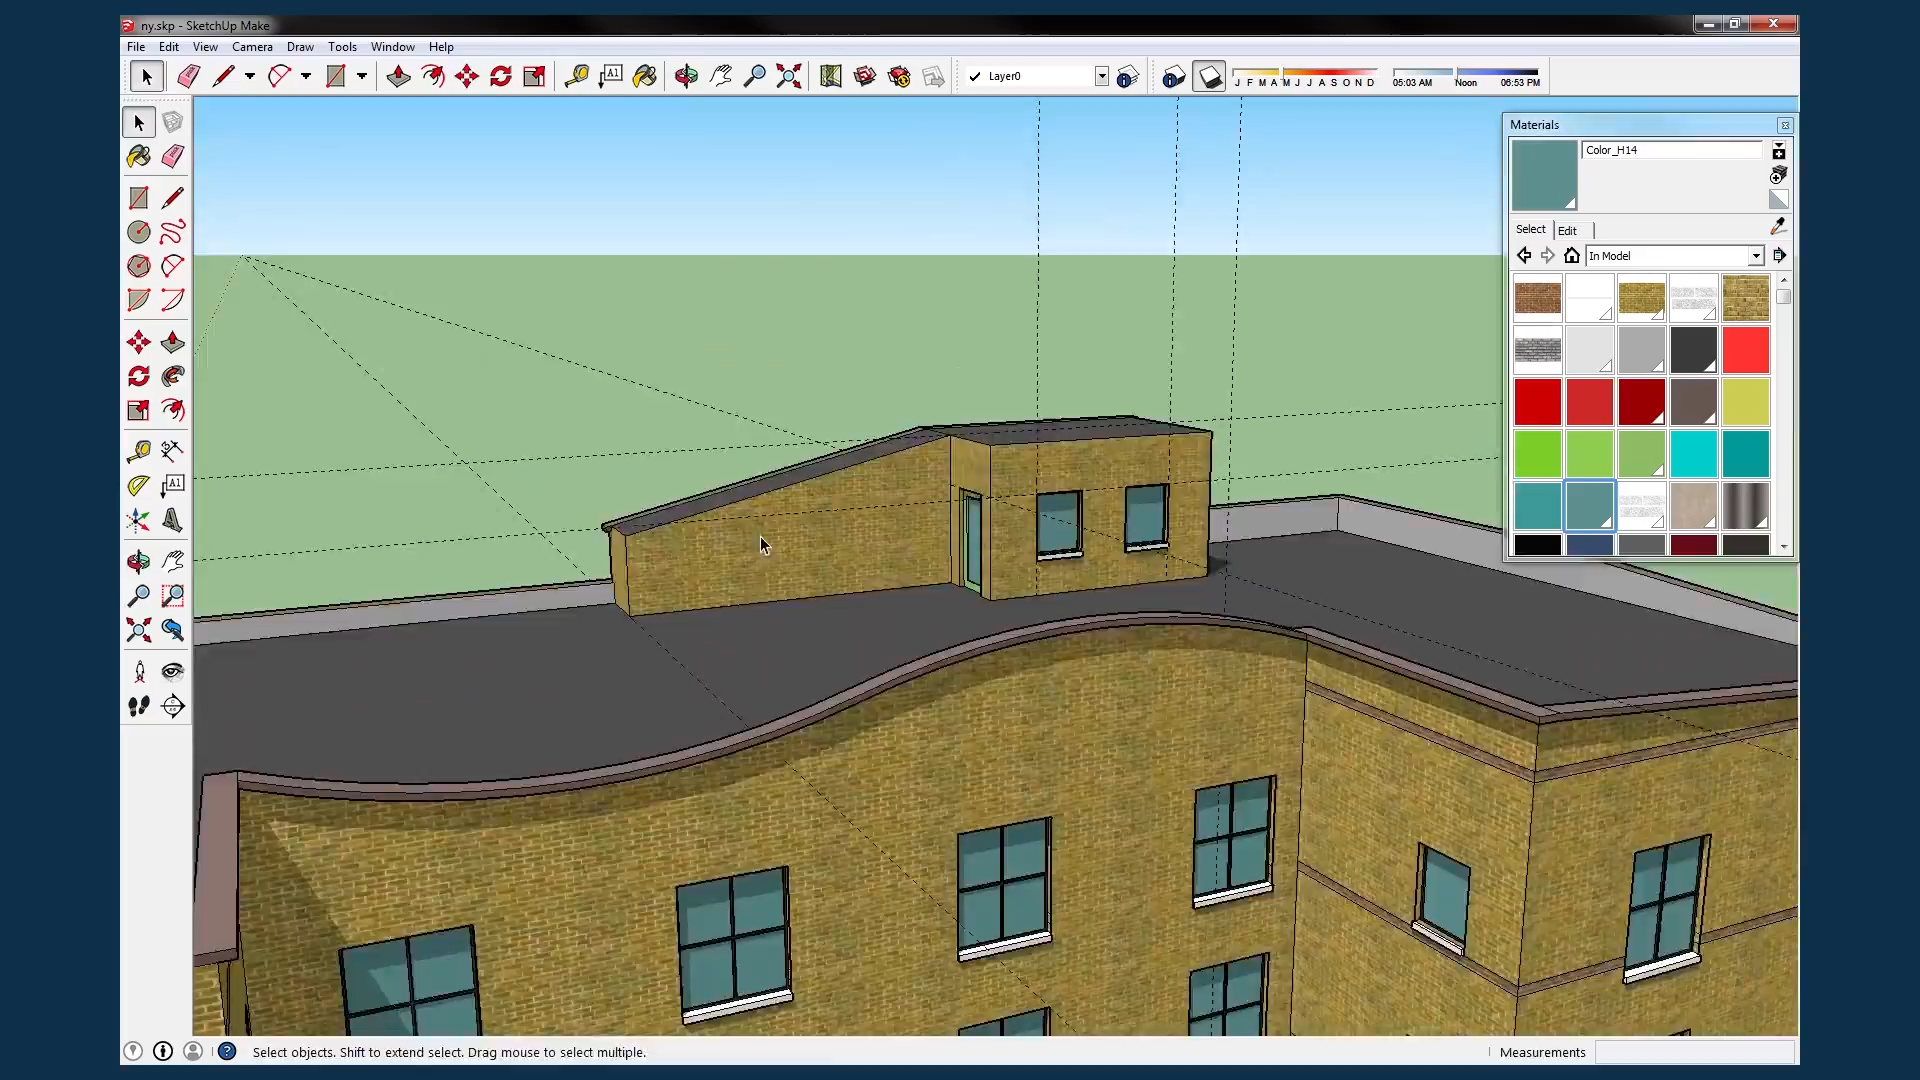 ny.skp - SketchUp Make
File Edit View Camera Draw Tools Window Help
A1
Layer0
J F M A M J J A S O N D
05:03 AM Noon 06:53 PM
Materials
Color_H14
Select Edit
In Model
A1
Select objects. Shift to extend select. Drag mouse to select multiple.
Measurements